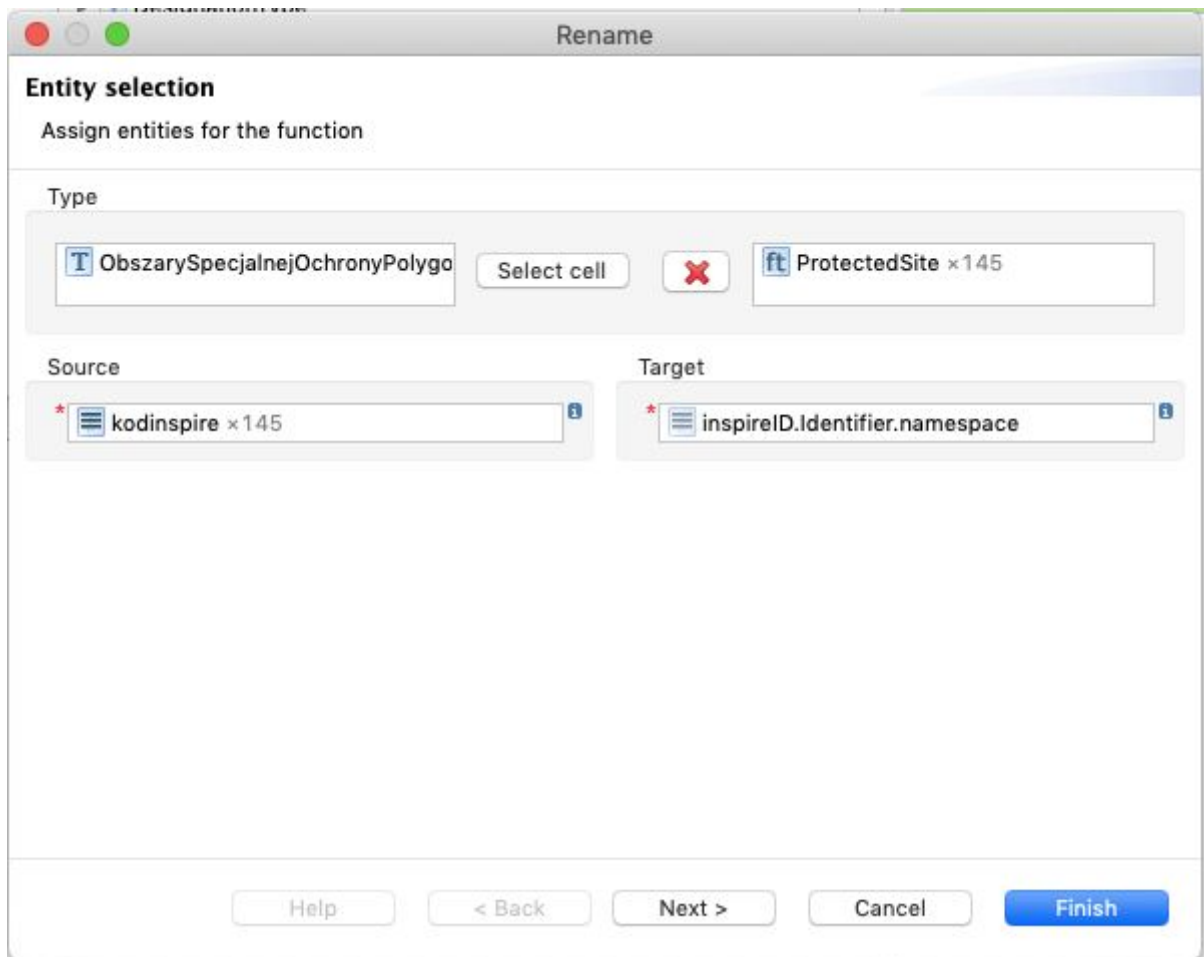 Rename
Entity selection
Assign entities for the function
Type
T ObszarySpecjalnejOchronyPolygo
Select cell
ft ProtectedSite ×145
Source
Target
* kodinspire ×145
i
* inspireID.Identifier.namespace
i
Help
< Back
Next >
Cancel
Finish